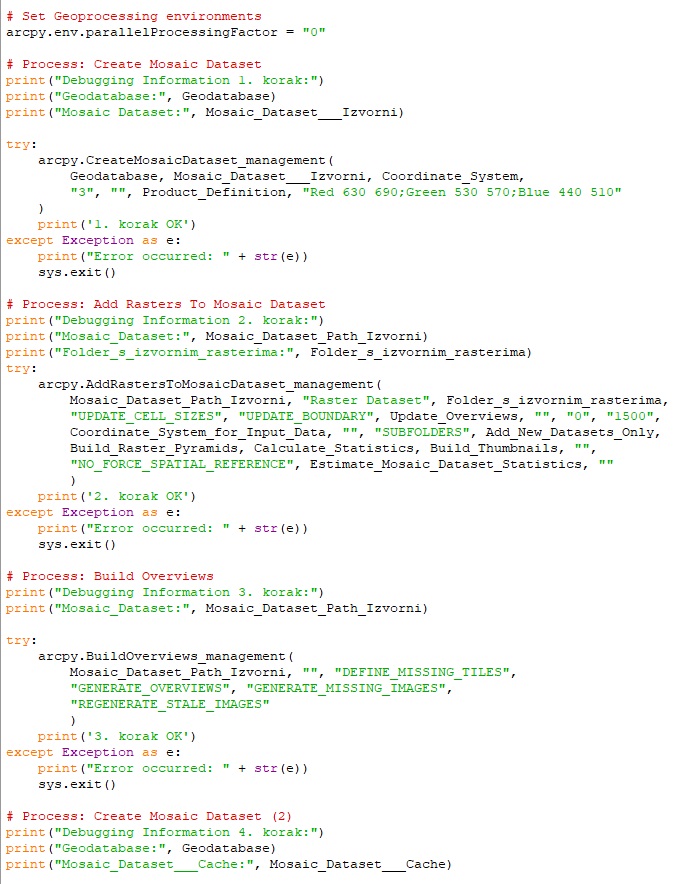 # Set Geoprocessing environments
arcpy.env.parallelProcessingFactor = "0"

# Process: Create Mosaic Dataset
print("Debugging Information 1. korak:")
print("Geodatabase:", Geodatabase)
print("Mosaic Dataset:", Mosaic_Dataset___Izvorni)

try:
    arcpy.CreateMosaicDataset_management(
        Geodatabase, Mosaic_Dataset___Izvorni, Coordinate_System,
        "3", "", Product_Definition, "Red 630 690;Green 530 570;Blue 440 510"
    )
    print('1. korak OK')
except Exception as e:
    print("Error occurred: " + str(e))
    sys.exit()

# Process: Add Rasters To Mosaic Dataset
print("Debugging Information 2. korak:")
print("Mosaic_Dataset:", Mosaic_Dataset_Path_Izvorni)
print("Folder_s_izvornim_rasterima:", Folder_s_izvornim_rasterima)
try:
    arcpy.AddRastersToMosaicDataset_management(
        Mosaic_Dataset_Path_Izvorni, "Raster Dataset", Folder_s_izvornim_rasterima,
        "UPDATE_CELL_SIZES", "UPDATE_BOUNDARY", Update_Overviews, "", "0", "1500",
        Coordinate_System_for_Input_Data, "", "SUBFOLDERS", Add_New_Datasets_Only,
        Build_Raster_Pyramids, Calculate_Statistics, Build_Thumbnails, "",
        "NO_FORCE_SPATIAL_REFERENCE", Estimate_Mosaic_Dataset_Statistics, ""
        )
    print('2. korak OK')
except Exception as e:
    print("Error occurred: " + str(e))
    sys.exit()

# Process: Build Overviews
print("Debugging Information 3. korak:")
print("Mosaic_Dataset:", Mosaic_Dataset_Path_Izvorni)

try:
    arcpy.BuildOverviews_management(
        Mosaic_Dataset_Path_Izvorni, "", "DEFINE_MISSING_TILES",
        "GENERATE_OVERVIEWS", "GENERATE_MISSING_IMAGES",
        "REGENERATE_STALE_IMAGES"
        )
    print('3. korak OK')
except Exception as e:
    print("Error occurred: " + str(e))
    sys.exit()

# Process: Create Mosaic Dataset (2)
print("Debugging Information 4. korak:")
print("Geodatabase:", Geodatabase)
print("Mosaic_Dataset___Cache:", Mosaic_Dataset___Cache)